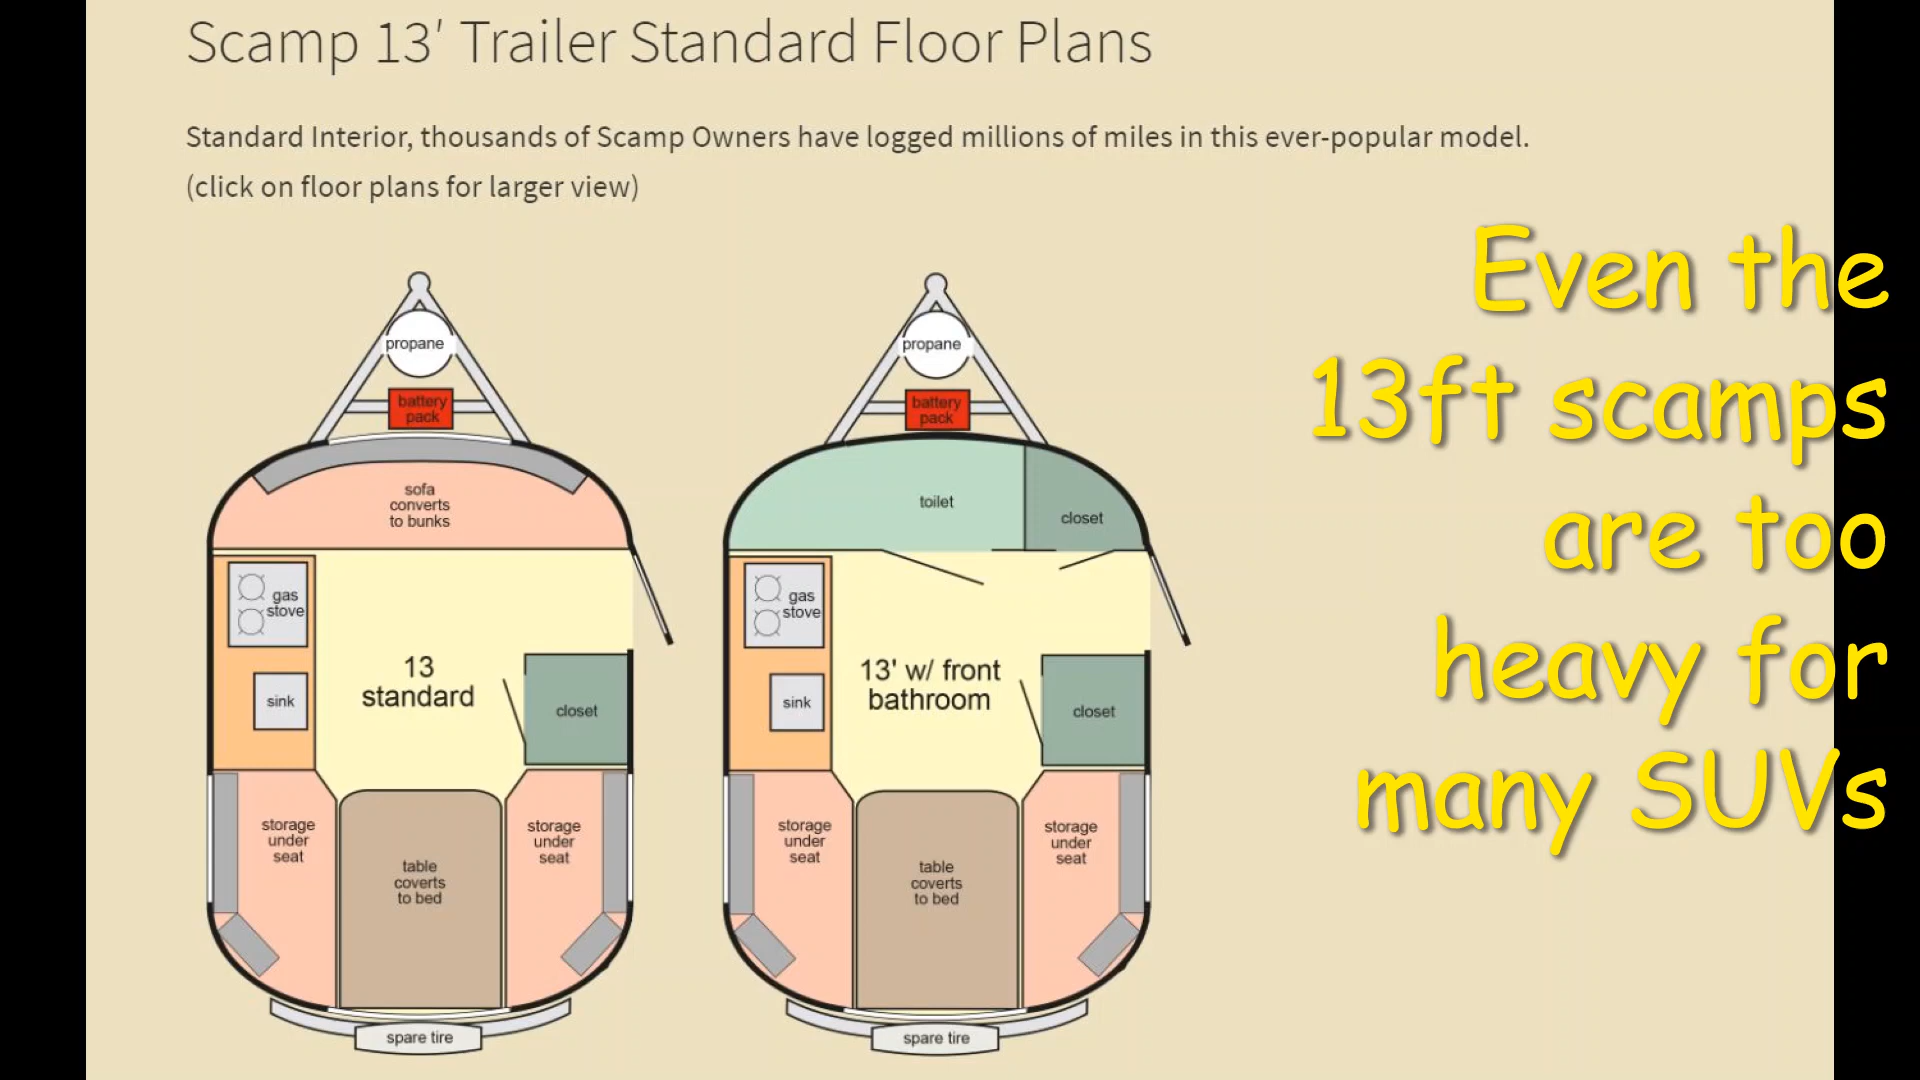 Scamp 13′ Trailer Standard Floor Plans
Standard Interior, thousands of Scamp Owners have logged millions of miles in this ever-popular model.
(click on floor plans for larger view)
Even the
13ft scamps
are too
heavy for
many SUVs
propane
battery
pack
sofa
converts
to bunks
gas
stove
sink
13
standard
closet
storage
under
seat
table
coverts
to bed
storage
under
seat
spare tire
propane
battery
pack
toilet
closet
gas
stove
sink
13' w/ front
bathroom
closet
storage
under
seat
table
coverts
to bed
storage
under
seat
spare tire